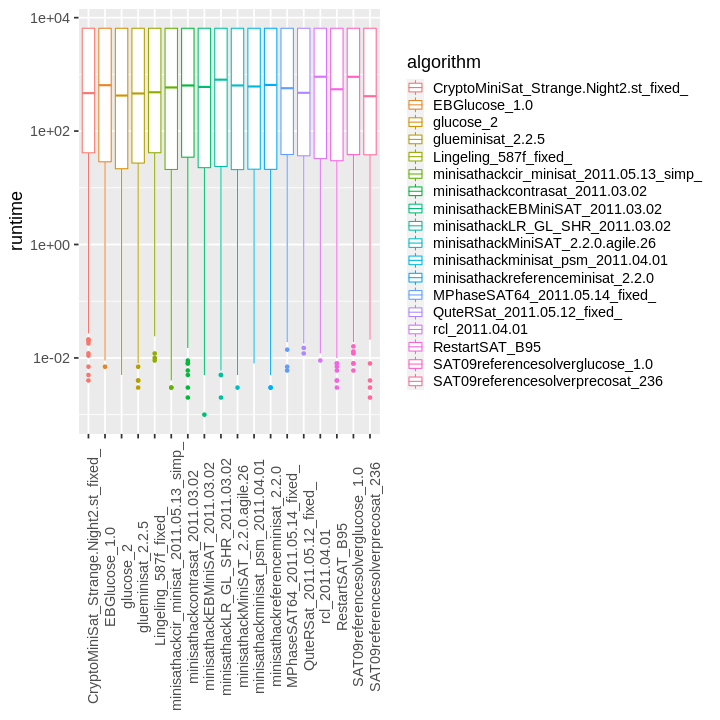 1e+04
1e+02
1e+00
1e-02
runtime
CryptoMiniSat_Strange.Night2.st_fixed_
EBGlucose_1.0
glucose_2
glueminisat_2.2.5
Lingeling_587f_fixed_
minisathackcir_minisat_2011.05.13_simp_
minisathackcontrasat_2011.03.02
minisathackEBMiniSAT_2011.03.02
minisathackLR_GL_SHR_2011.03.02
minisathackMiniSAT_2.2.0.agile.26
minisathackminisat_psm_2011.04.01
minisathackreferenceminisat_2.2.0
MPhaseSAT64_2011.05.14_fixed_
QuteRSat_2011.05.12_fixed_
rcl_2011.04.01
RestartSAT_B95
SAT09referencesolverglucose_1.0
SAT09referencesolverprecosat_236
algorithm
CryptoMiniSat_Strange.Night2.st_fixed_
EBGlucose_1.0
glucose_2
glueminisat_2.2.5
Lingeling_587f_fixed_
minisathackcir_minisat_2011.05.13_simp_
minisathackcontrasat_2011.03.02
minisathackEBMiniSAT_2011.03.02
minisathackLR_GL_SHR_2011.03.02
minisathackMiniSAT_2.2.0.agile.26
minisathackminisat_psm_2011.04.01
minisathackreferenceminisat_2.2.0
MPhaseSAT64_2011.05.14_fixed_
QuteRSat_2011.05.12_fixed_
rcl_2011.04.01
RestartSAT_B95
SAT09referencesolverglucose_1.0
SAT09referencesolverprecosat_236